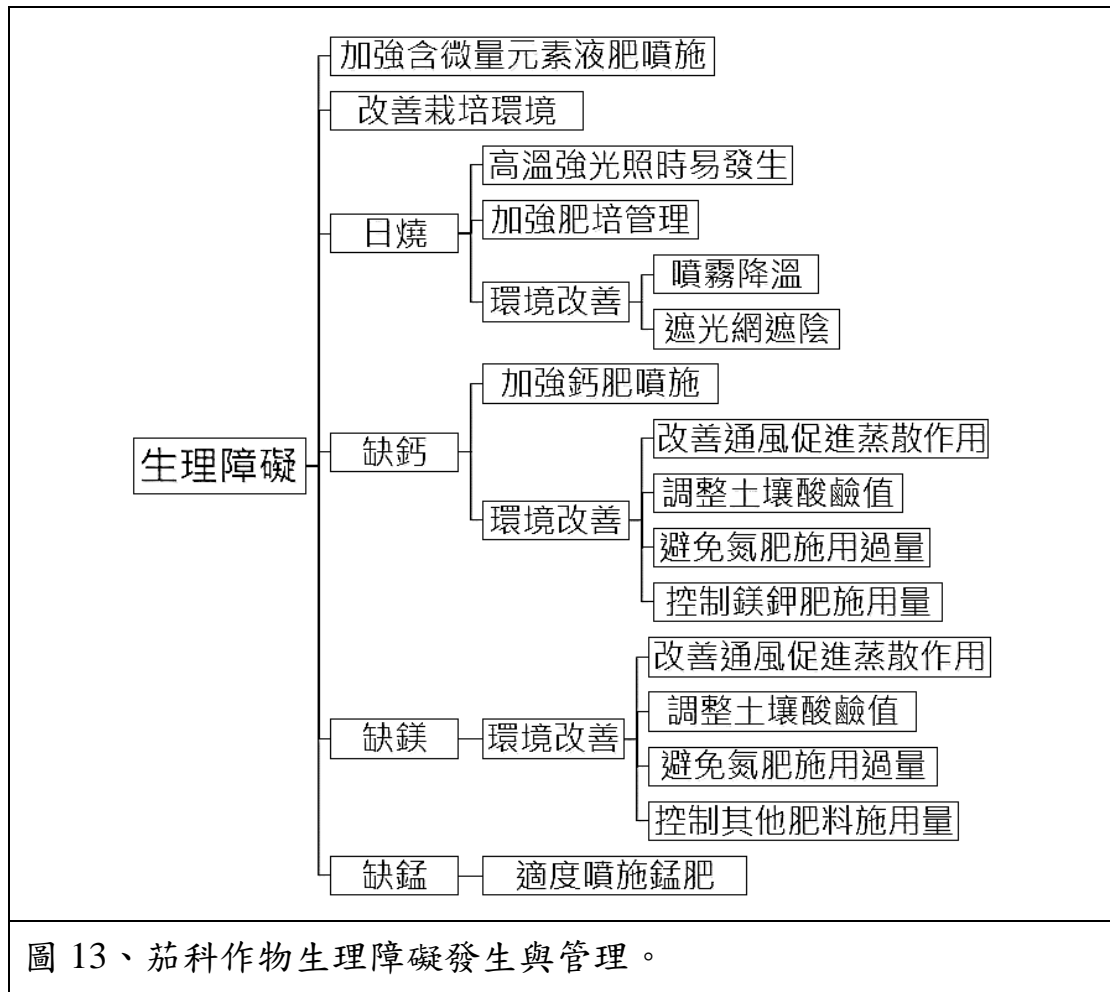 加強含微量元素液肥噴施
改善栽培環境
高溫強光照時易發生
日燒
加強肥培管理
環境改善
噴霧降溫
遮光網遮陰
加強鈣肥噴施
生理障礙
缺鈣
改善通風促進蒸散作用
調整土壤酸鹼值
環境改善
避免氮肥施用過量
控制鎂鉀肥施用量
改善通風促進蒸散作用
調整土壤酸鹼值
缺鎂
環境改善
避免氮肥施用過量
控制其他肥料施用量
缺錳
適度噴施錳肥
圖 13、茄科作物生理障礙發生與管理。